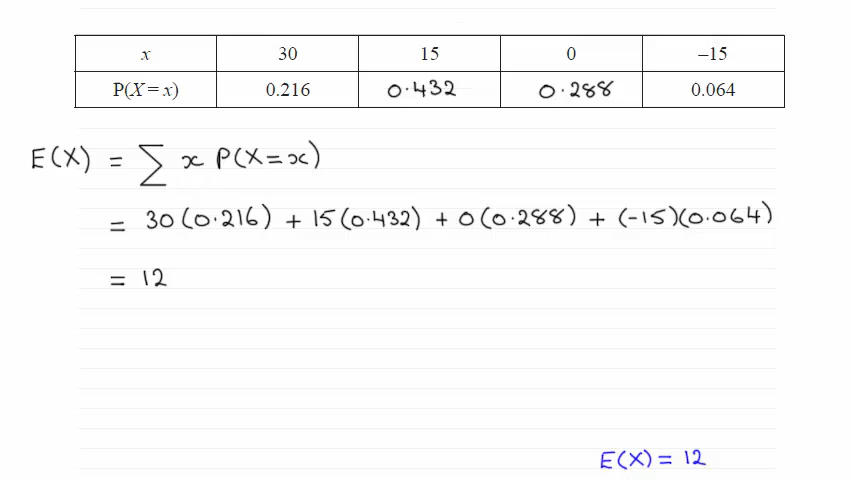 x 30 15 0 –15
P(X = x) 0.216 0.432 0.288 0.064
E(X) = ∑ x P(X=x)
= 30(0.216) + 15(0.432) + 0(0.288) + (-15)(0.064)
= 12
E(X) = 12